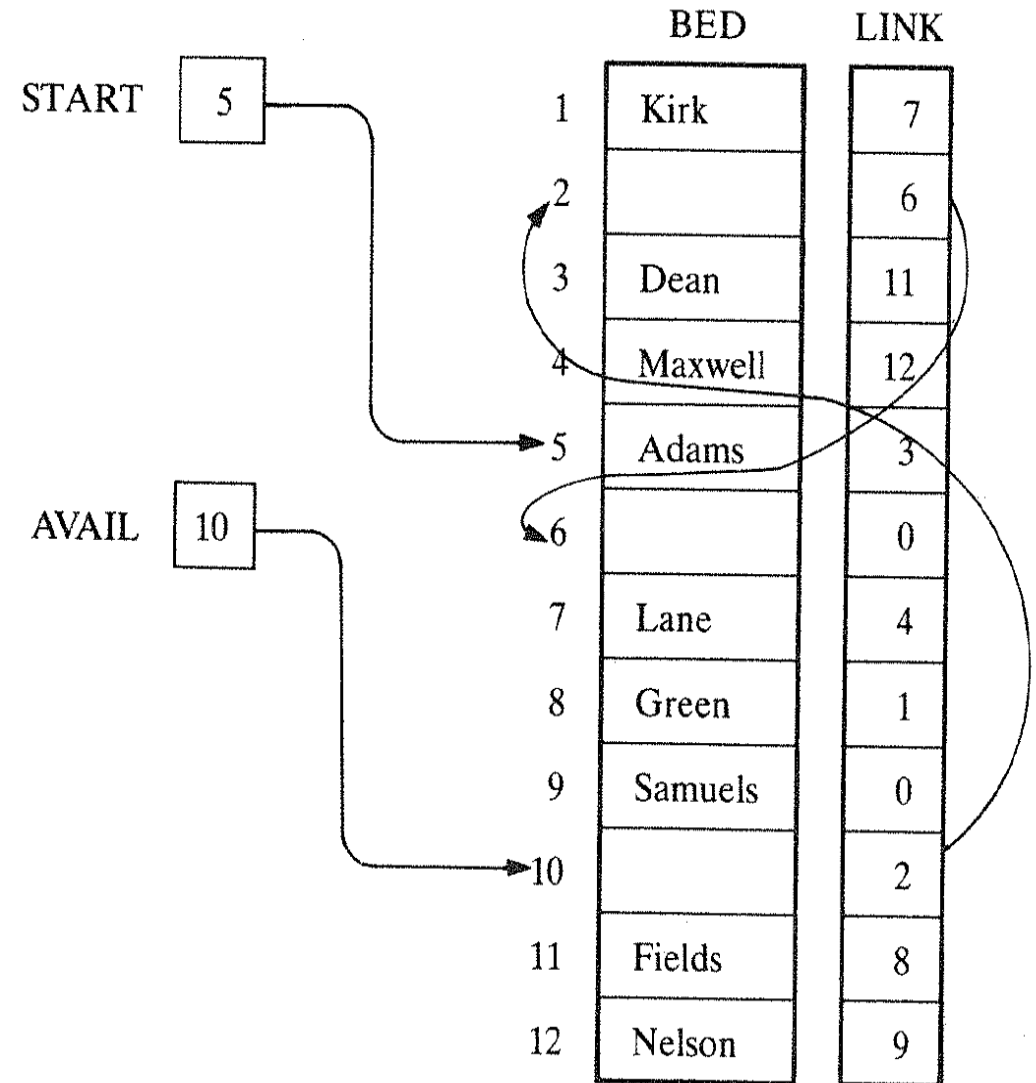 BED LINK
START 5
1 Kirk 7
2 6
3 Dean 11
4 Maxwell 12
5 Adams 3
AVAIL 10
6 0
7 Lane 4
8 Green 1
9 Samuels 0
10 2
11 Fields 8
12 Nelson 9